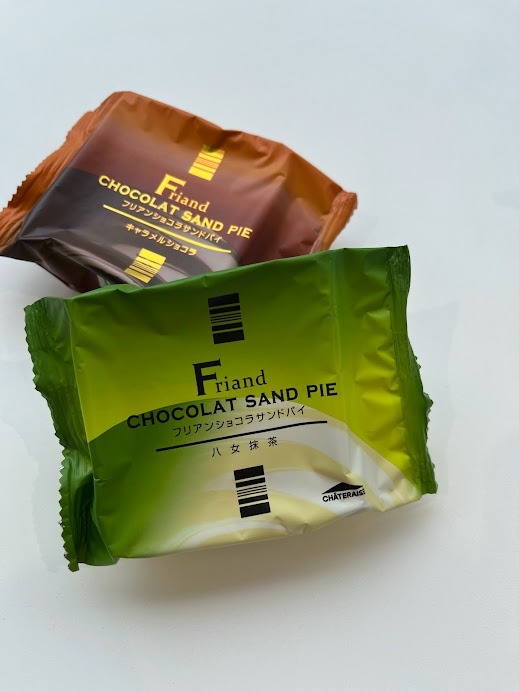 Friand
CHOCOLAT SAND PIE
フリアンショコラサンドパイ
キャラメルショコラ
Friand
CHOCOLAT SAND PIE
フリアンショコラサンドパイ
八女抹茶
CHÂTERAISÉ